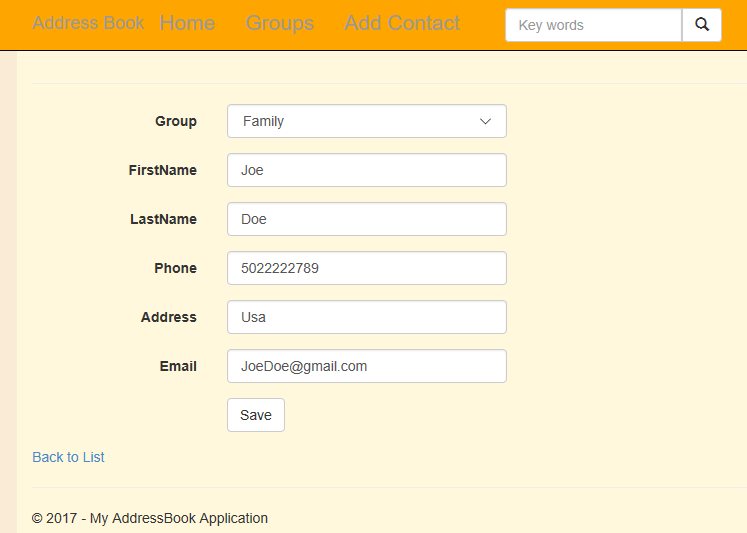 Address Book Home Groups Add Contact Key words
Group Family
FirstName Joe
LastName Doe
Phone 5022222789
Address Usa
Email JoeDoe@gmail.com
Save
Back to List
© 2017 - My AddressBook Application